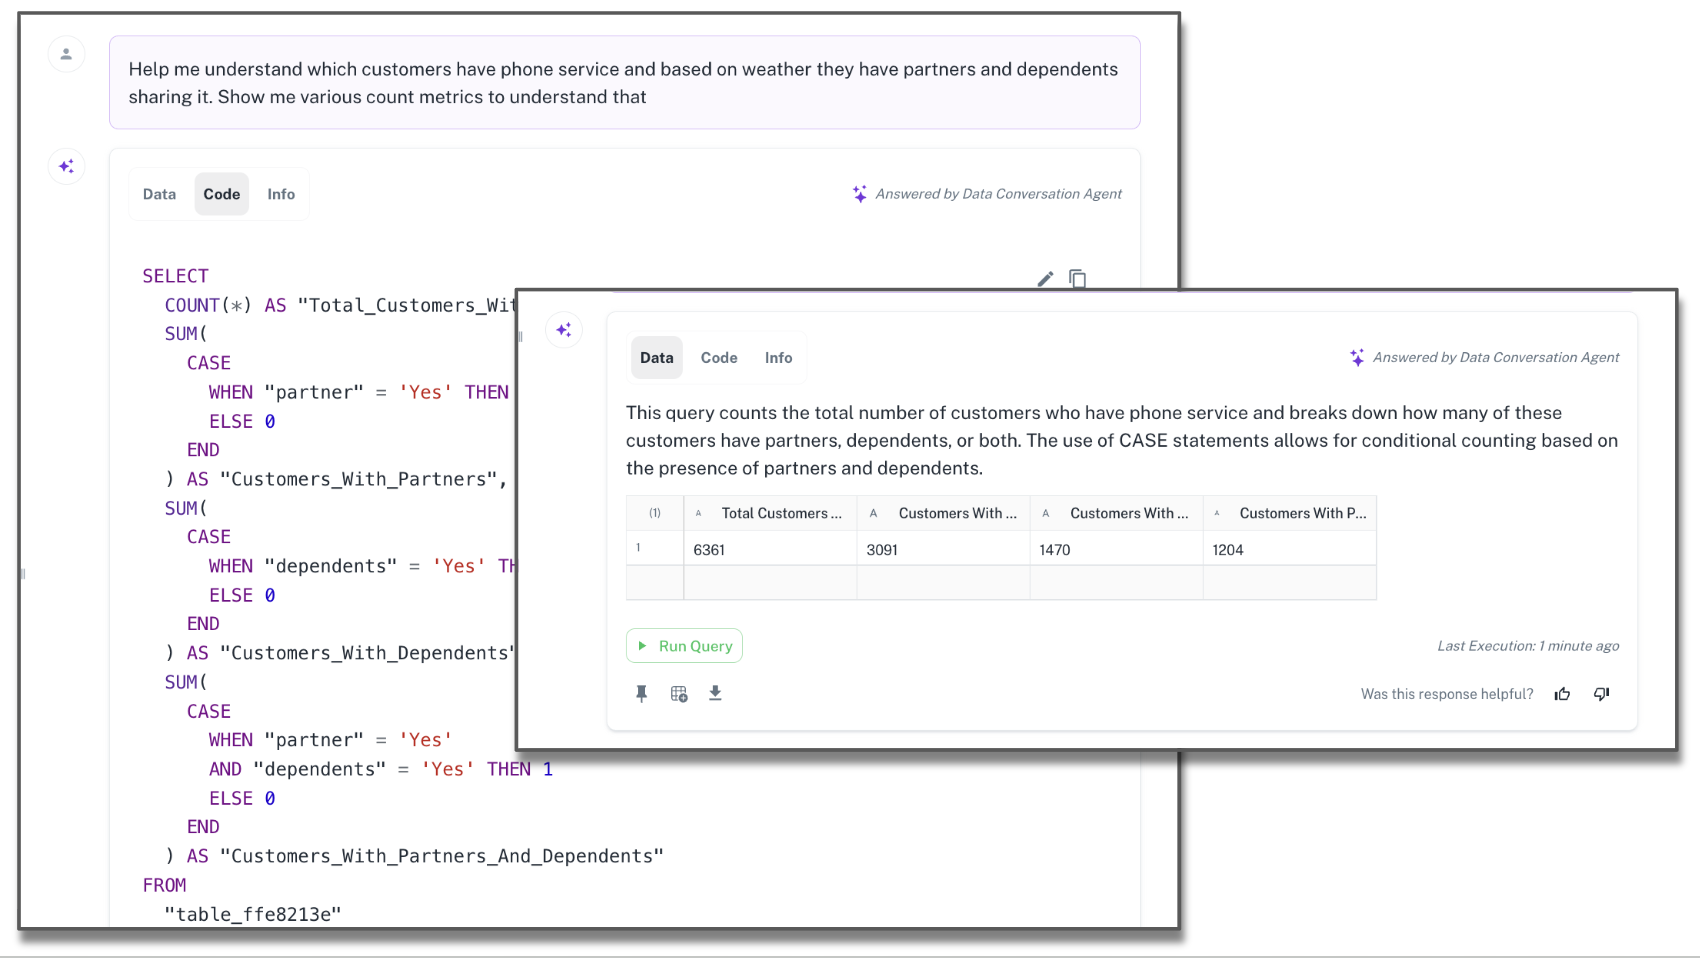 Help me understand which customers have phone service and based on weather they have partners and dependents
sharing it. Show me various count metrics to understand that
Data Code Info
Answered by Data Conversation Agent
SELECT
COUNT(*) AS "Total_Customers_Wit
SUM(
CASE
WHEN "partner" = 'Yes' THEN
ELSE 0
END
) AS "Customers_With_Partners",
SUM(
CASE
WHEN "dependents" = 'Yes' TH
ELSE 0
END
) AS "Customers_With_Dependents"
SUM(
CASE
WHEN "partner" = 'Yes'
AND "dependents" = 'Yes' THEN 1
ELSE 0
END
) AS "Customers_With_Partners_And_Dependents"
FROM
"table_ffe8213e"
Data Code Info
Answered by Data Conversation Agent
This query counts the total number of customers who have phone service and breaks down how many of these
customers have partners, dependents, or both. The use of CASE statements allows for conditional counting based on
the presence of partners and dependents.
(1) A Total Customers ... A Customers With ... A Customers With ... A Customers With P...
1 6361 3091 1470 1204
Run Query
Last Execution: 1 minute ago
Was this response helpful?